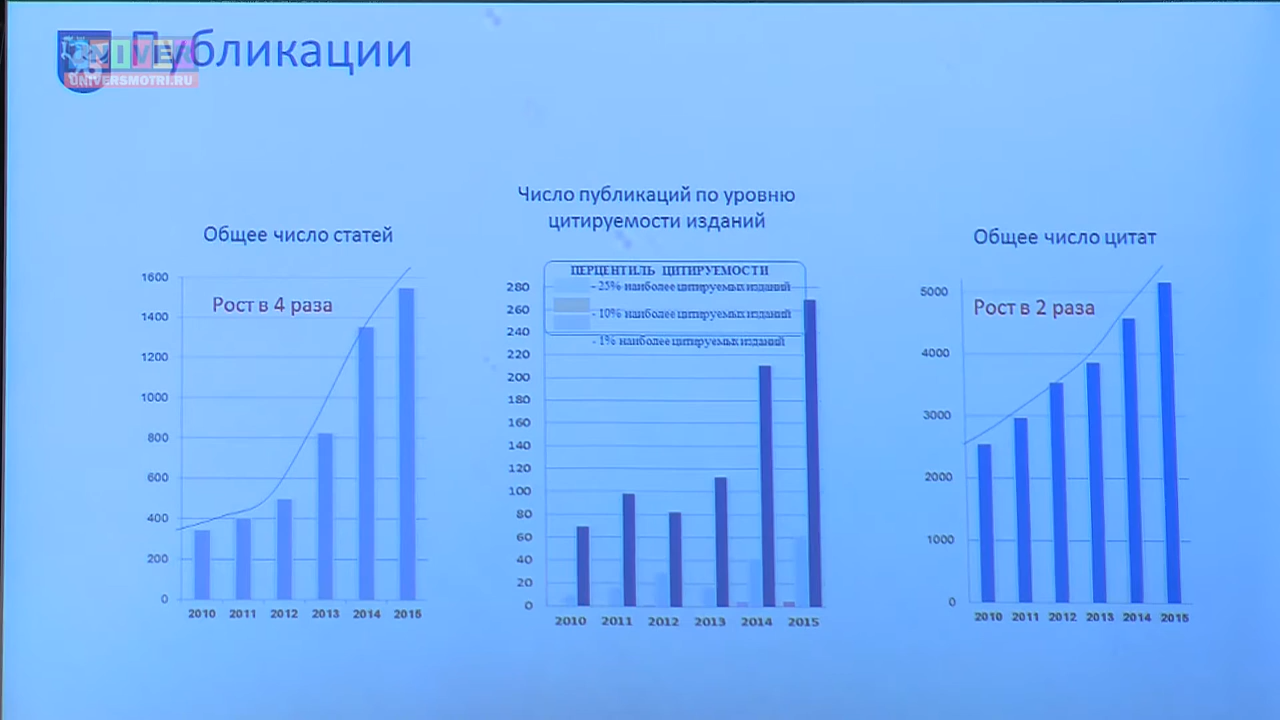 Публикации
UNIVER
UNIVERSMOTRI.RU
Общее число статей
1600
1400
1200
1000
800
600
400
200
0
Рост в 4 раза
2010 2011 2012 2013 2014 2015
Число публикаций по уровню
цитируемости изданий
ПЕРЦЕНТИЛЬ ЦИТИРУЕМОСТИ
- 25% наиболее цитируемых изданий
- 10% наиболее цитируемых изданий
- 1% наиболее цитируемых изданий
280
260
240
220
200
180
160
140
120
100
80
60
40
20
0
2010 2011 2012 2013 2014 2015
Общее число цитат
5000
4000
3000
2000
1000
0
Рост в 2 раза
2010 2011 2012 2013 2014 2015